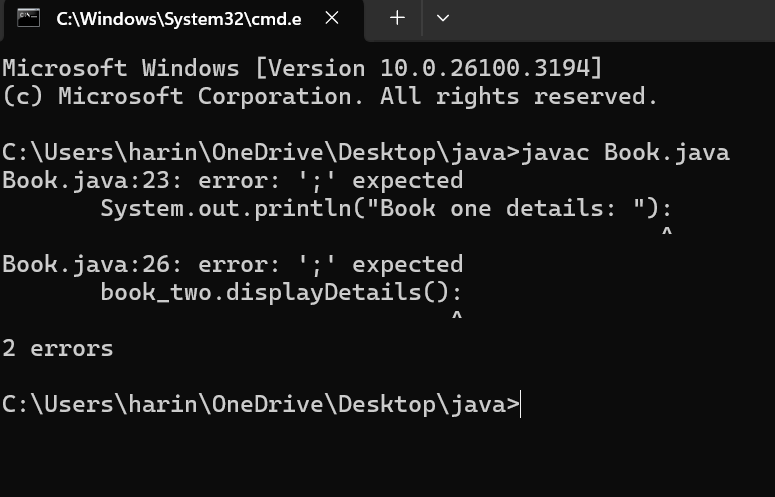 C:\Windows\System32\cmd.e
Microsoft Windows [Version 10.0.26100.3194]
(c) Microsoft Corporation. All rights reserved.
C:\Users\harin\OneDrive\Desktop\java>javac Book.java
Book.java:23: error: ';' expected
        System.out.println("Book one details: "):
                                                ^
Book.java:26: error: ';' expected
        book_two.displayDetails():
                                 ^
2 errors
C:\Users\harin\OneDrive\Desktop\java>